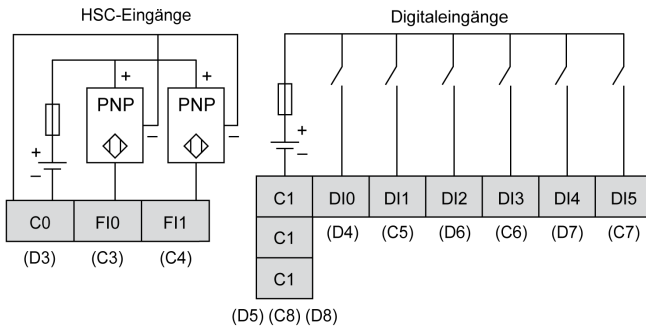 HSC-Eingänge
Digitaleingänge
+ +
PNP PNP
+ – – +
– –
C0 FI0 FI1
(D3) (C3) (C4)
C1 DI0 DI1 DI2 DI3 DI4 DI5
(D4) (C5) (D6) (C6) (D7) (C7)
C1
C1
(D5) (C8) (D8)